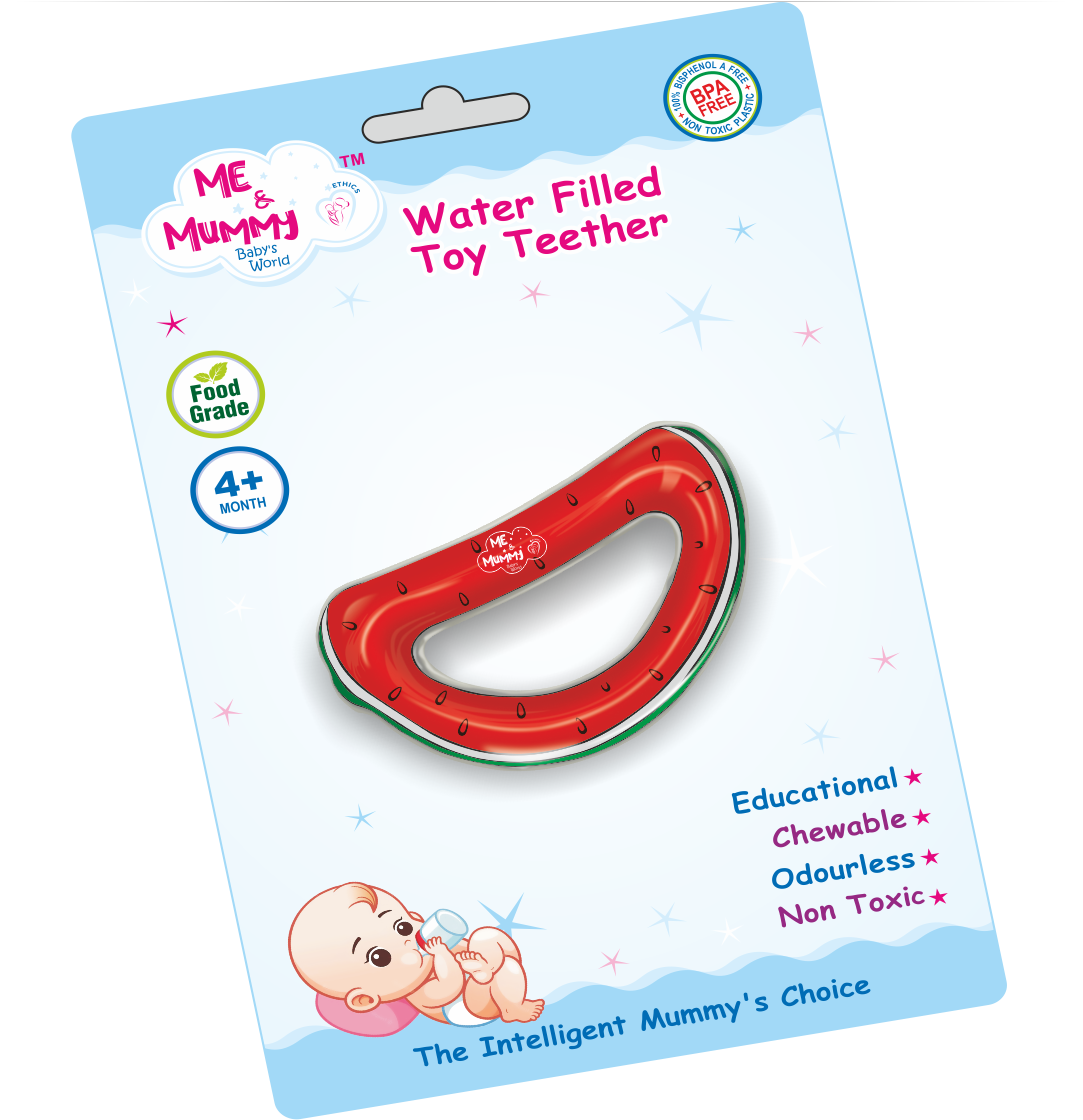 100% BISPHENOL A FREE
BPA
FREE
NON TOXIC PLASTIC
ME
&
MUMMY
Baby's
World
TM
ETHICS
Water Filled
Toy Teether
Food
Grade
4+
MONTH
ME
&
MUMMY
Baby's
World
Educational
Chewable
Odourless
Non Toxic
The Intelligent Mummy's Choice